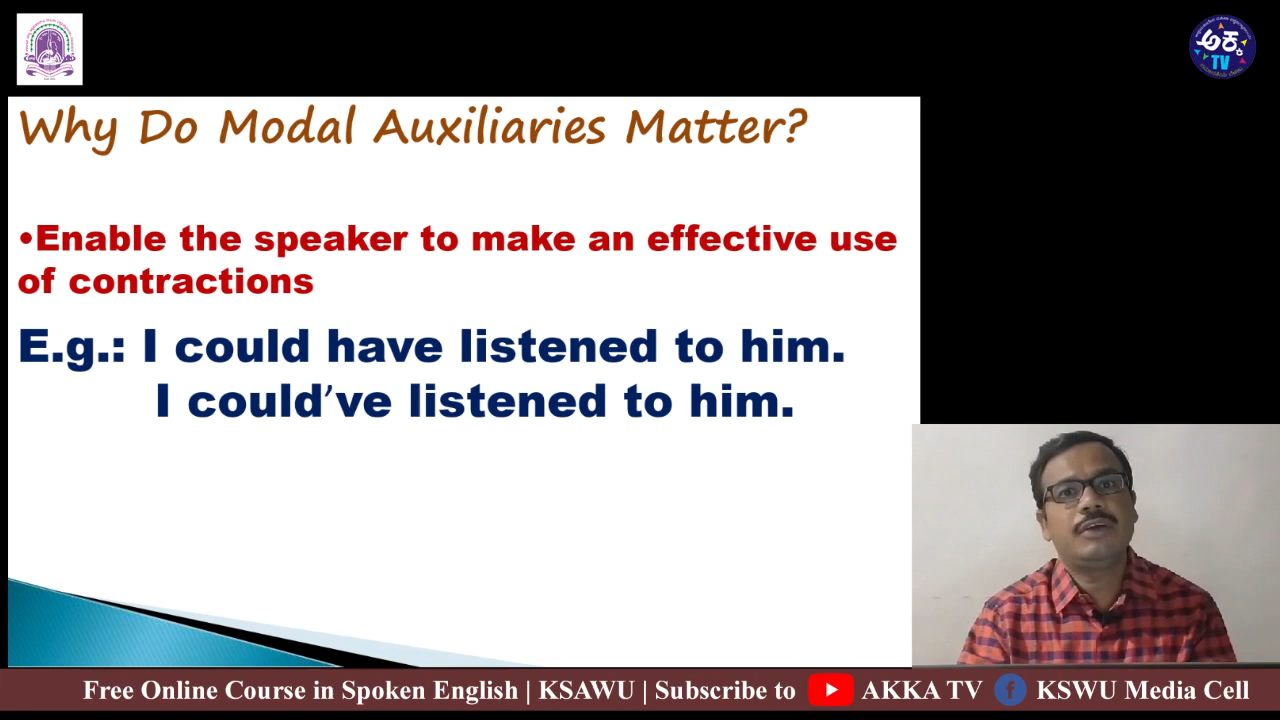 ಅಕ್ಕ
TV
Why Do Modal Auxiliaries Matter?
•Enable the speaker to make an effective use
of contractions
E.g.: I could have listened to him.
I could’ve listened to him.
Free Online Course in Spoken English | KSAWU | Subscribe to AKKA TV f KSWU Media Cell